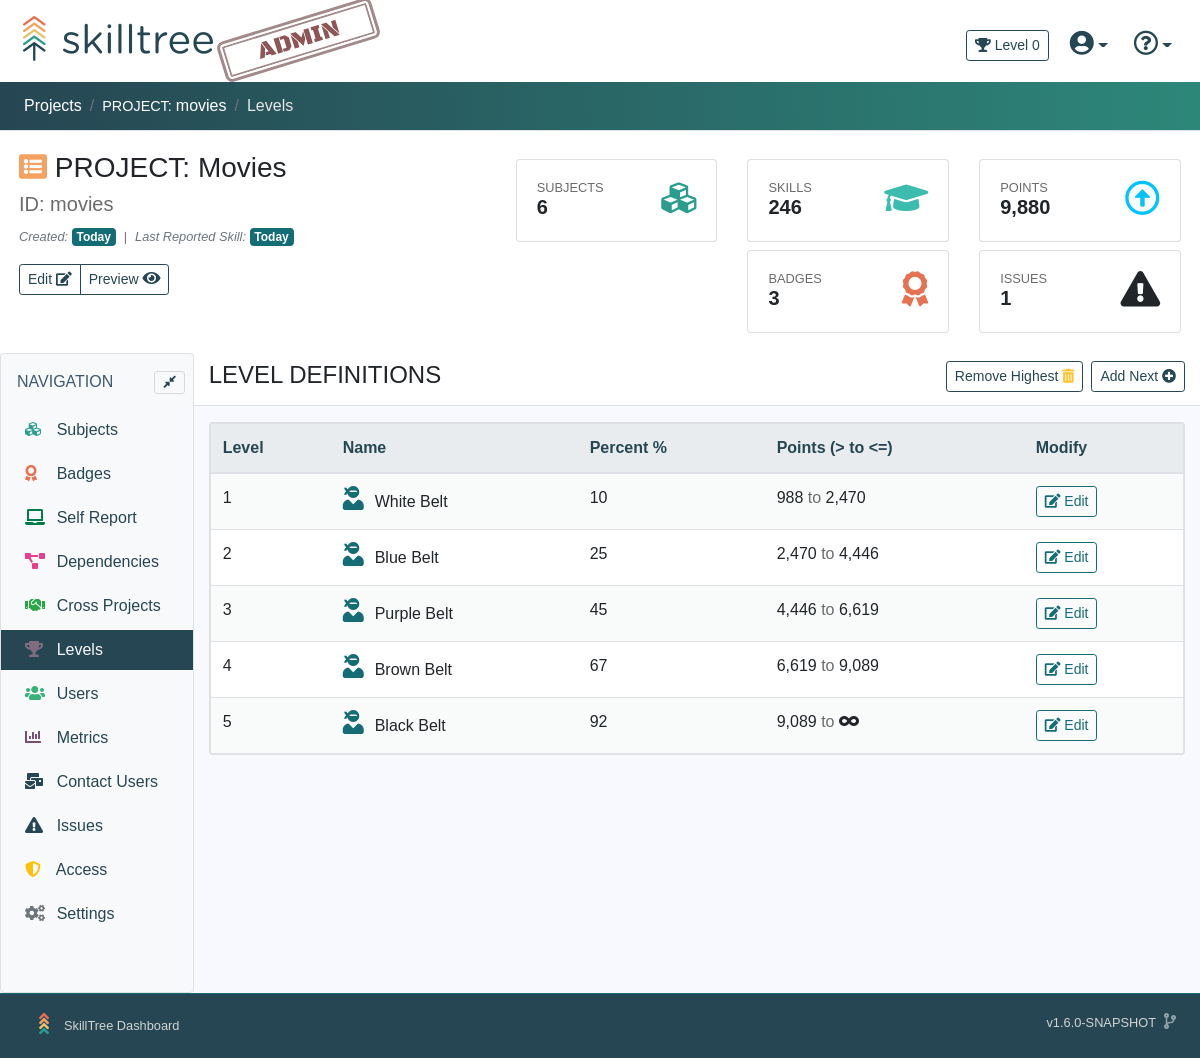 skilltree
ADMIN
Level 0
Projects / PROJECT: movies / Levels
PROJECT: Movies
ID: movies
Created: Today | Last Reported Skill: Today
Edit
Preview
SUBJECTS
6
SKILLS
246
POINTS
9,880
BADGES
3
ISSUES
1
NAVIGATION
Subjects
Badges
Self Report
Dependencies
Cross Projects
Levels
Users
Metrics
Contact Users
Issues
Access
Settings
LEVEL DEFINITIONS
Remove Highest
Add Next
Level Name Percent % Points (> to <=) Modify
1 White Belt 10 988 to 2,470 Edit
2 Blue Belt 25 2,470 to 4,446 Edit
3 Purple Belt 45 4,446 to 6,619 Edit
4 Brown Belt 67 6,619 to 9,089 Edit
5 Black Belt 92 9,089 to ∞ Edit
SkillTree Dashboard
v1.6.0-SNAPSHOT